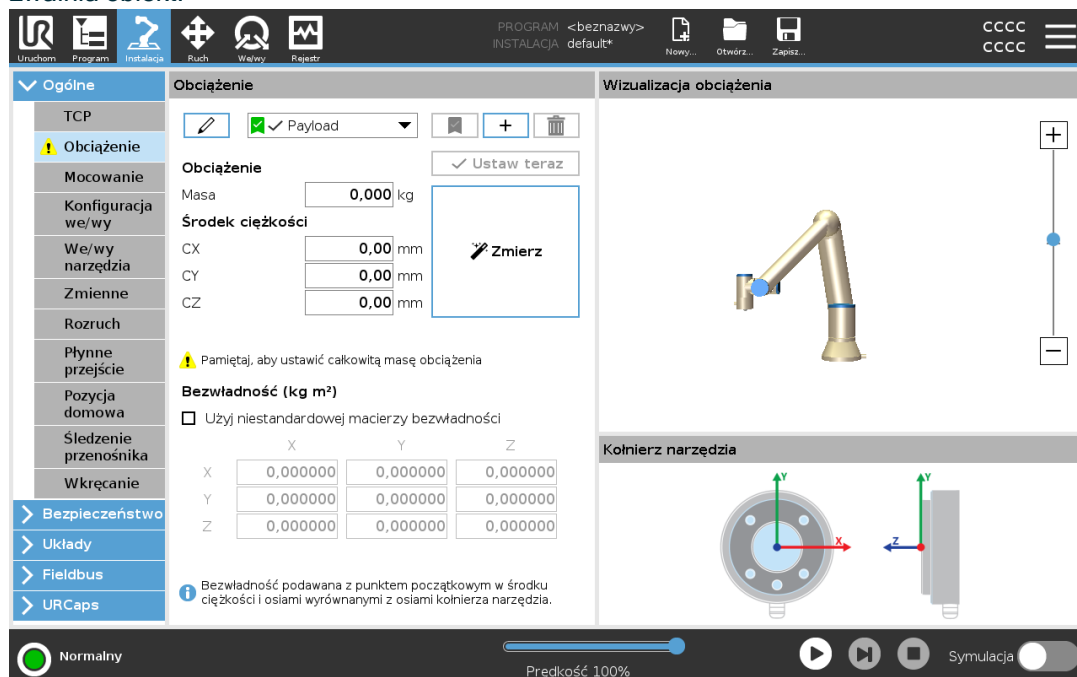 PROGRAM <beznazwy>
INSTALACJA default*
CCCC
CCCC
Uruchom Program Instalacja Ruch We/wy Rejestr Nowy... Otwórz... Zapisz...
Ogólne
TCP
Obciążenie
Mocowanie
Konfiguracja
we/wy
We/wy
narzędzia
Zmienne
Rozruch
Płynne
przejście
Pozycja
domowa
Śledzenie
przenośnika
Wkręcanie
Bezpieczeństwo
Układy
Fieldbus
URCaps
Obciążenie
Payload
Ustaw teraz
Obciążenie
Masa 0,000 kg
Środek ciężkości
CX 0,00 mm
CY 0,00 mm
CZ 0,00 mm
Zmierz
Pamiętaj, aby ustawić całkowitą masę obciążenia
Bezwładność (kg m²)
Użyj niestandardowej macierzy bezwładności
X Y Z
X 0,000000 0,000000 0,000000
Y 0,000000 0,000000 0,000000
Z 0,000000 0,000000 0,000000
Bezwładność podawana z punktem początkowym w środku
ciężkości i osiami wyrównanymi z osiami kołnierza narzędzia.
Wizualizacja obciążenia
Kołnierz narzędzia
Y Y
X Z
Normalny
Prędkość 100%
Symulacja